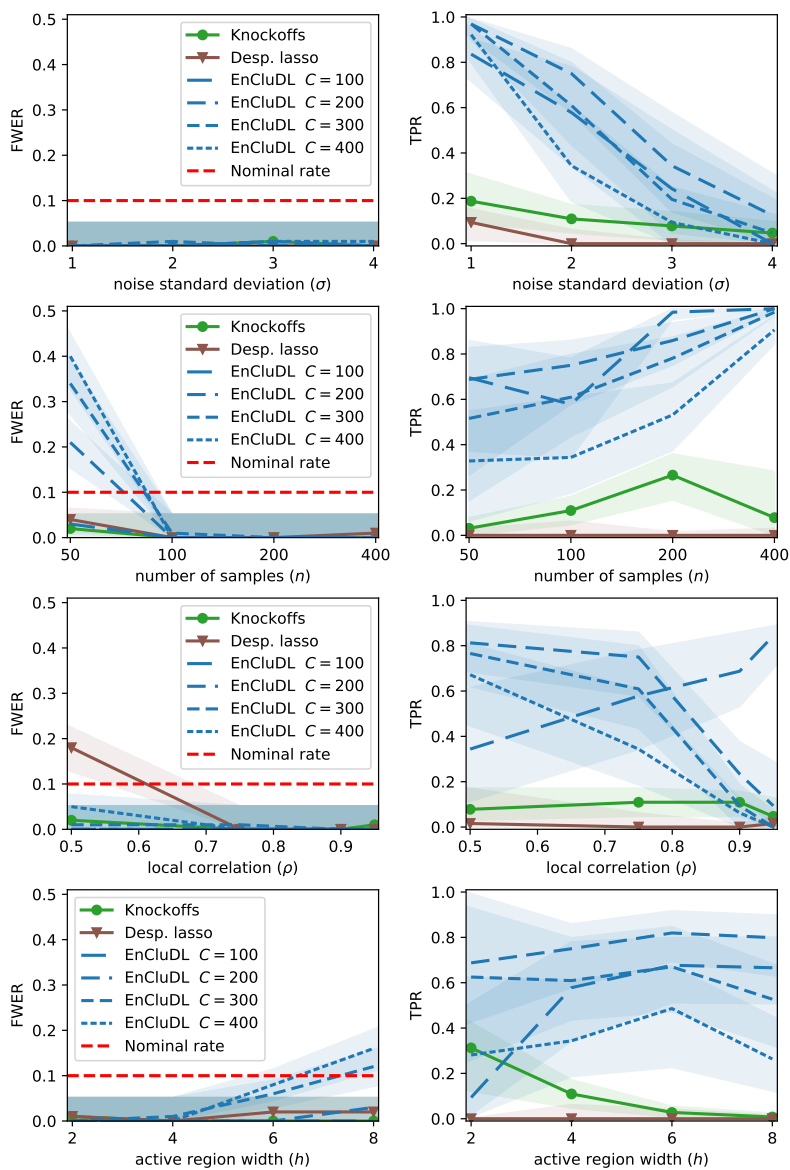 FWER
0.5
0.4
0.3
0.2
0.1
0.0
1 2 3 4
noise standard deviation (σ)
Knockoffs
Desp. lasso
EnCluDL C = 100
EnCluDL C = 200
EnCluDL C = 300
EnCluDL C = 400
Nominal rate
TPR
1.0
0.8
0.6
0.4
0.2
0.0
1 2 3 4
noise standard deviation (σ)
FWER
0.5
0.4
0.3
0.2
0.1
0.0
50 100 200 400
number of samples (n)
Knockoffs
Desp. lasso
EnCluDL C = 100
EnCluDL C = 200
EnCluDL C = 300
EnCluDL C = 400
Nominal rate
TPR
1.0
0.8
0.6
0.4
0.2
0.0
50 100 200 400
number of samples (n)
FWER
0.5
0.4
0.3
0.2
0.1
0.0
0.5 0.6 0.7 0.8 0.9
local correlation (ρ)
Knockoffs
Desp. lasso
EnCluDL C = 100
EnCluDL C = 200
EnCluDL C = 300
EnCluDL C = 400
Nominal rate
TPR
1.0
0.8
0.6
0.4
0.2
0.0
0.5 0.6 0.7 0.8 0.9
local correlation (ρ)
FWER
0.5
0.4
0.3
0.2
0.1
0.0
2 4 6 8
active region width (h)
Knockoffs
Desp. lasso
EnCluDL C = 100
EnCluDL C = 200
EnCluDL C = 300
EnCluDL C = 400
Nominal rate
TPR
1.0
0.8
0.6
0.4
0.2
0.0
2 4 6 8
active region width (h)